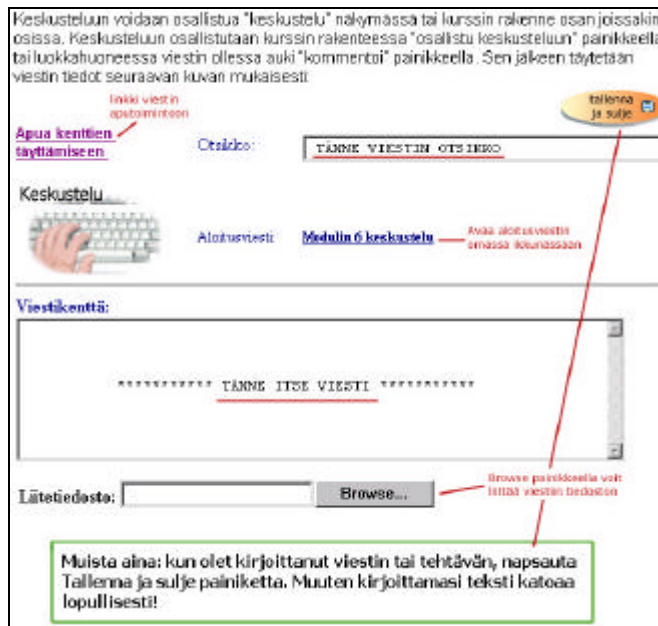 Keskusteluun voidaan osallistua "keskustelu" näkymässä tai kurssin rakenne osan joissakin
osissa. Keskusteluun osallistutaan kurssin rakenteessa "osallistu keskusteluun" painikkeella
tai luokkahuoneessa viestin ollessa auki "kommentoi" painikkeella. Sen jälkeen täytetään
viestin tiedot seuraavan kuvan mukaisesti:
linkki viestin
aputoimintoon
tallenna
ja sulje
Apua kenttien
täyttämiseen
Otsikko:
TÄNNE VIESTIN OTSIKKO
Keskustelu
Aloitusviesti
Modulin 6 keskustelu
Avaa aloitusviestin
omassa ikkunassaan
Viestikenttä:
*********** TÄNNE ITSE VIESTI ***********
Liitetiedosto:
Browse...
Browse painikkeella voit
liittää viestiin tiedoston
Muista aina: kun olet kirjoittanut viestin tai tehtävän, napsauta
Tallenna ja sulje painiketta. Muuten kirjoittamasi teksti katoaa
lopullisesti!